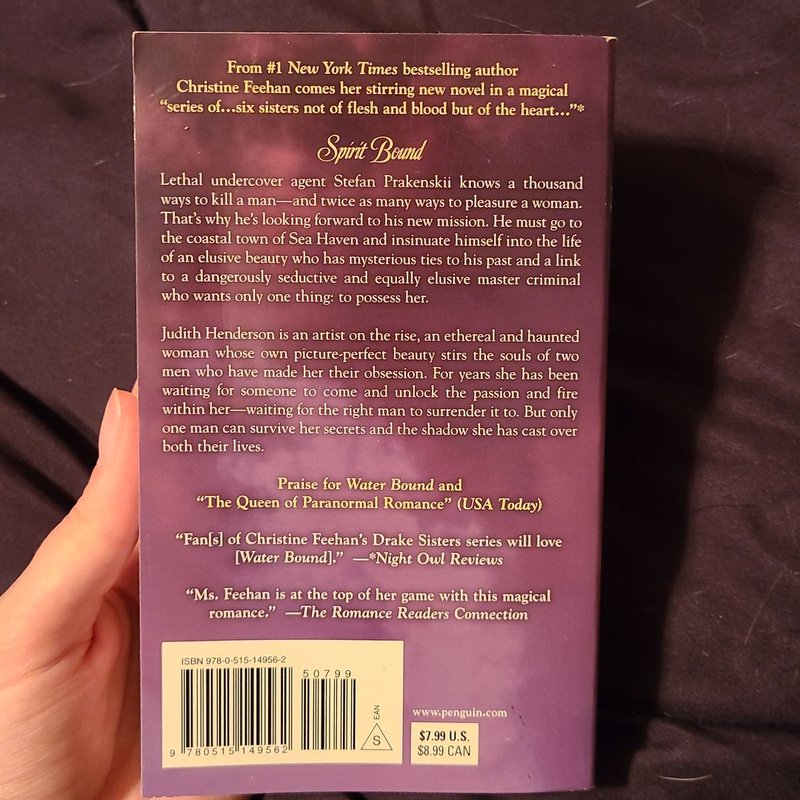 From #1 New York Times bestselling author
Christine Feehan comes her stirring new novel in a magical
“series of...six sisters not of flesh and blood but of the heart...”*
Spirit Bound
Lethal undercover agent Stefan Prakenskii knows a thousand
ways to kill a man—and twice as many ways to pleasure a woman.
That's why he's looking forward to his new mission. He must go to
the coastal town of Sea Haven and insinuate himself into the life
of an elusive beauty who has mysterious ties to his past and a link
to a dangerously seductive and equally elusive master criminal
who wants only one thing: to possess her.
Judith Henderson is an artist on the rise, an ethereal and haunted
woman whose own picture-perfect beauty stirs the souls of two
men who have made her their obsession. For years she has been
waiting for someone to come and unlock the passion and fire
within her—waiting for the right man to surrender it to. But only
one man can survive her secrets and the shadow she has cast over
both their lives.
Praise for Water Bound and
“The Queen of Paranormal Romance” (USA Today)
“Fan[s] of Christine Feehan's Drake Sisters series will love
[Water Bound].” —*Night Owl Reviews
“Ms. Feehan is at the top of her game with this magical
romance.” —The Romance Readers Connection
ISBN 978-0-515-14956-2
50799
9 780515 149562
EAN
S
www.penguin.com
$7.99 U.S.
$8.99 CAN